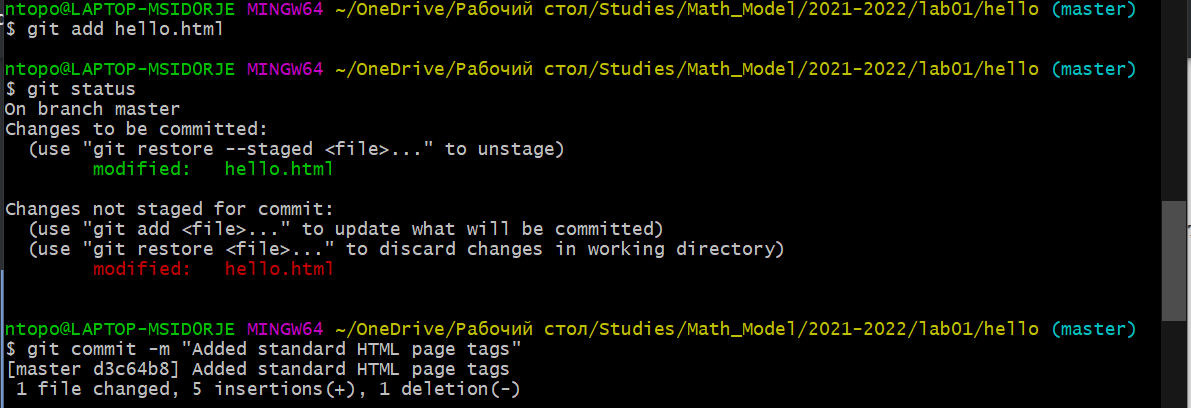 ntopo@LAPTOP-MSIDORJE MINGW64 ~/OneDrive/Рабочий стол/Studies/Math_Model/2021-2022/lab01/hello (master)
$ git add hello.html
ntopo@LAPTOP-MSIDORJE MINGW64 ~/OneDrive/Рабочий стол/Studies/Math_Model/2021-2022/lab01/hello (master)
$ git status
On branch master
Changes to be committed:
  (use "git restore --staged <file>..." to unstage)
        modified:   hello.html
Changes not staged for commit:
  (use "git add <file>..." to update what will be committed)
  (use "git restore <file>..." to discard changes in working directory)
        modified:   hello.html
ntopo@LAPTOP-MSIDORJE MINGW64 ~/OneDrive/Рабочий стол/Studies/Math_Model/2021-2022/lab01/hello (master)
$ git commit -m "Added standard HTML page tags"
[master d3c64b8] Added standard HTML page tags
 1 file changed, 5 insertions(+), 1 deletion(-)